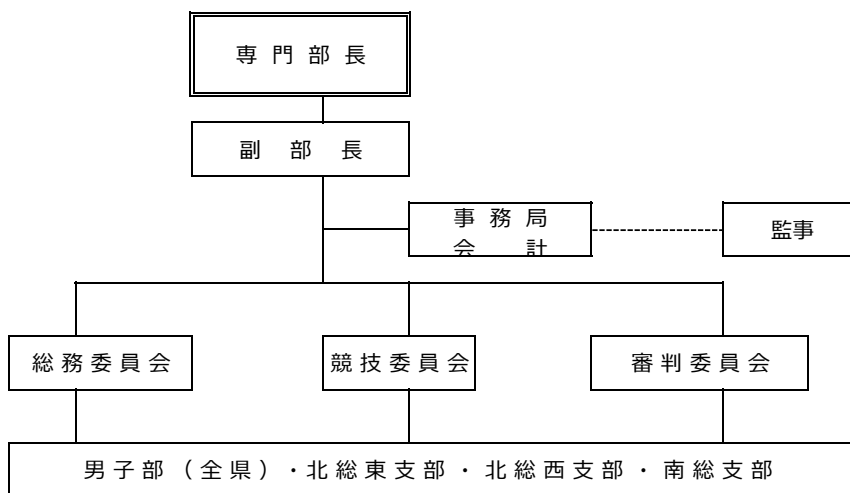 専門部長
副部長
事務局
会計
監事
総務委員会
競技委員会
審判委員会
男子部(全県)・北総東支部・北総西支部・南総支部